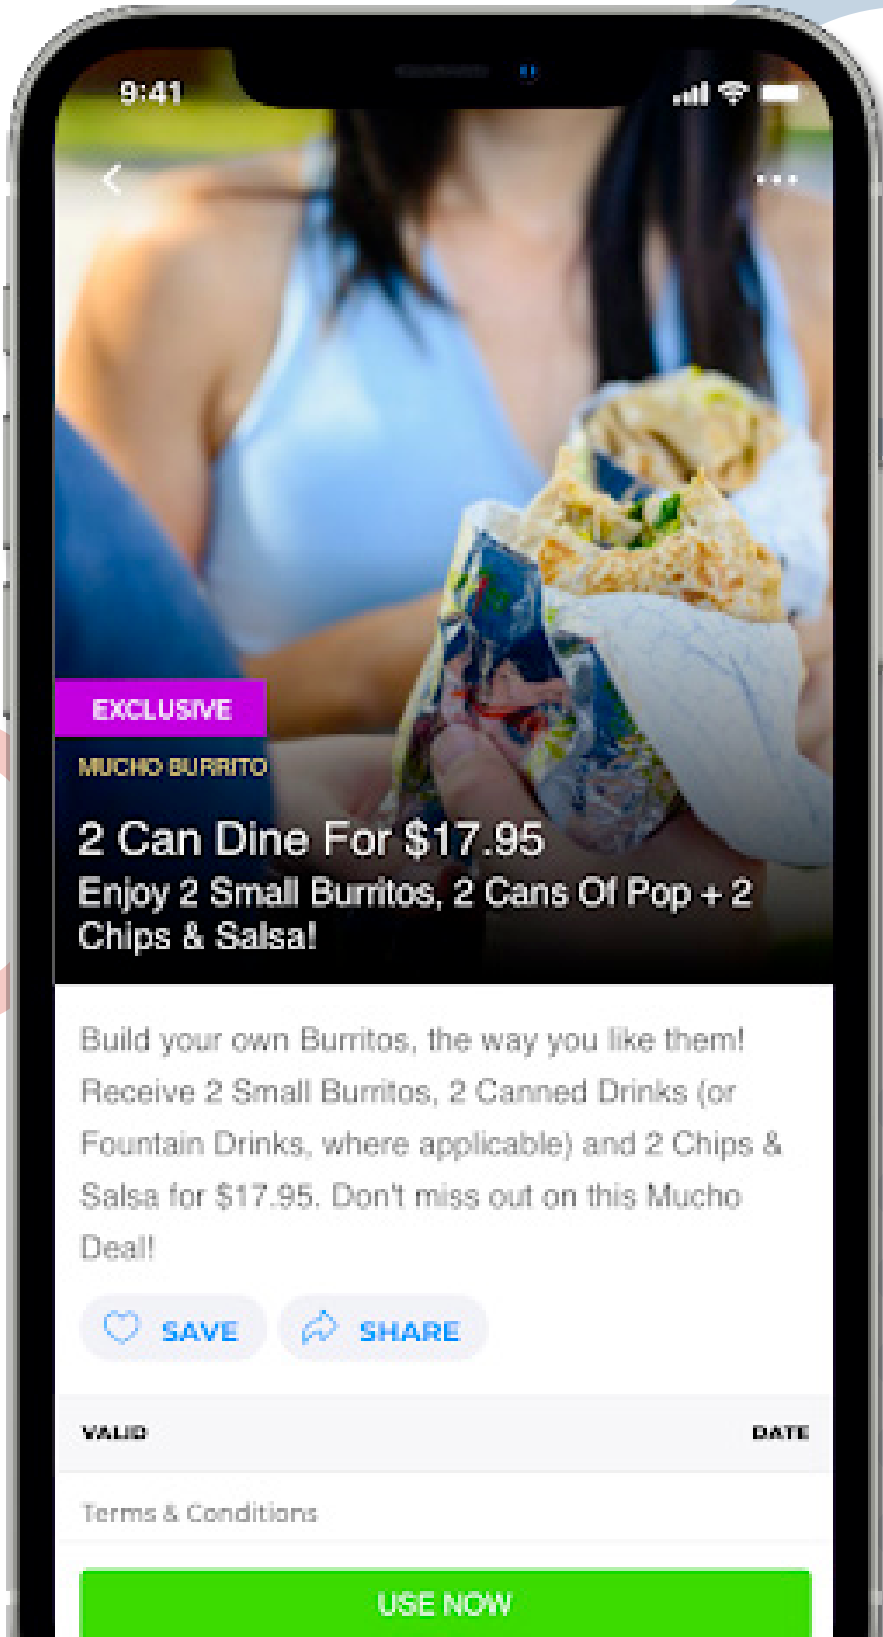 9:41
EXCLUSIVE
MUCHO BURRITO
2 Can Dine For $17.95
Enjoy 2 Small Burritos, 2 Cans Of Pop + 2
Chips & Salsa!
Build your own Burritos, the way you like them!
Receive 2 Small Burritos, 2 Canned Drinks (or
Fountain Drinks, where applicable) and 2 Chips &
Salsa for $17.95. Don't miss out on this Mucho
Deal!
SAVE SHARE
VALID DATE
Terms & Conditions
USE NOW